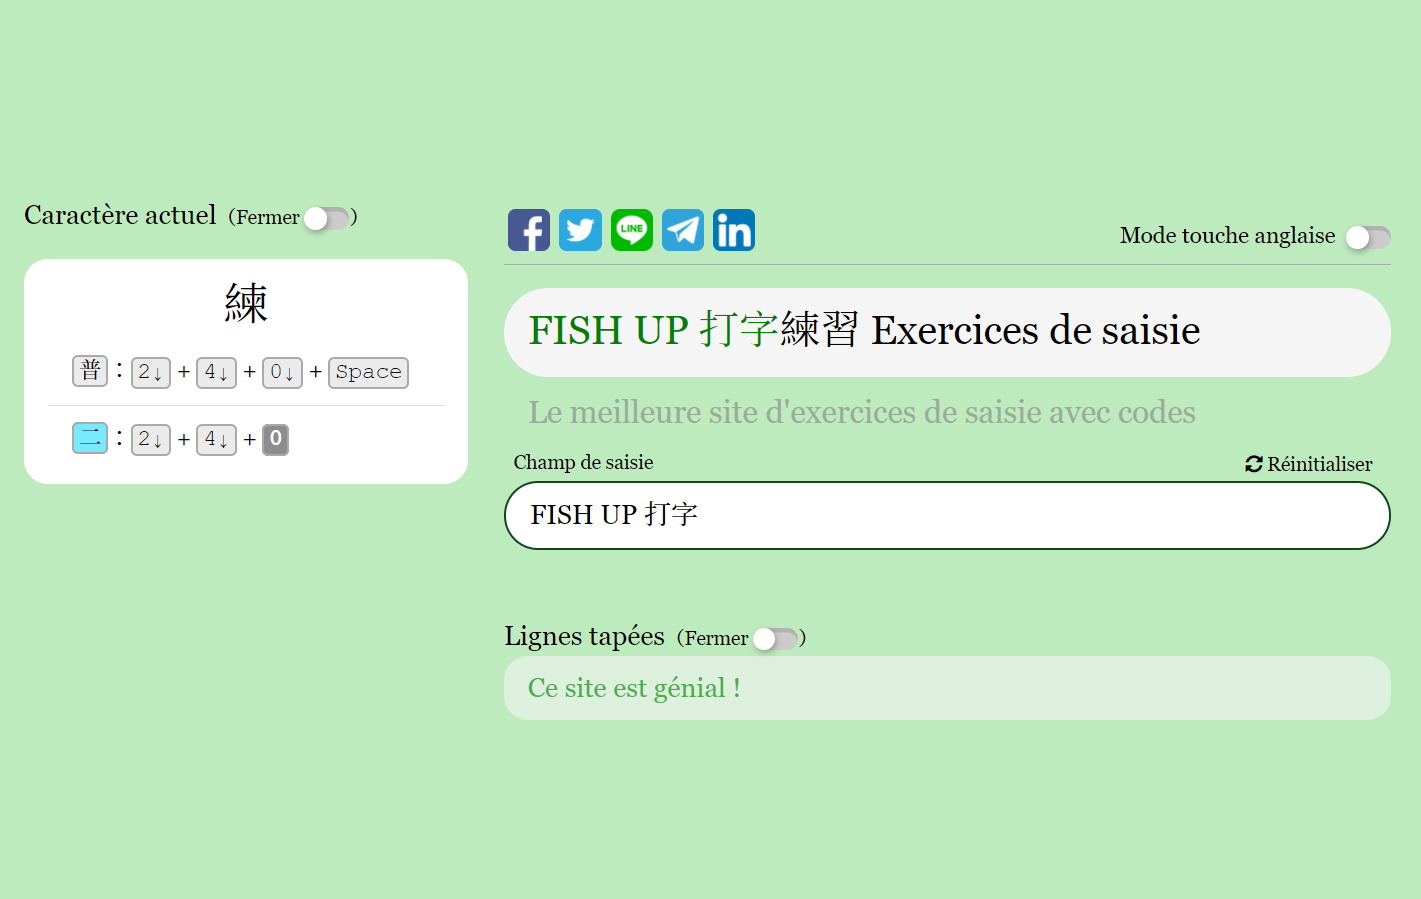 Caractère actuel（Fermer ）
練
普：2↓ + 4↓ + 0↓ + Space
二：2↓ + 4↓ + 0
LINE
Mode touche anglaise
FISH UP 打字練習 Exercices de saisie
Le meilleure site d'exercices de saisie avec codes
Champ de saisie
Réinitialiser
FISH UP 打字
Lignes tapées（Fermer ）
Ce site est génial !